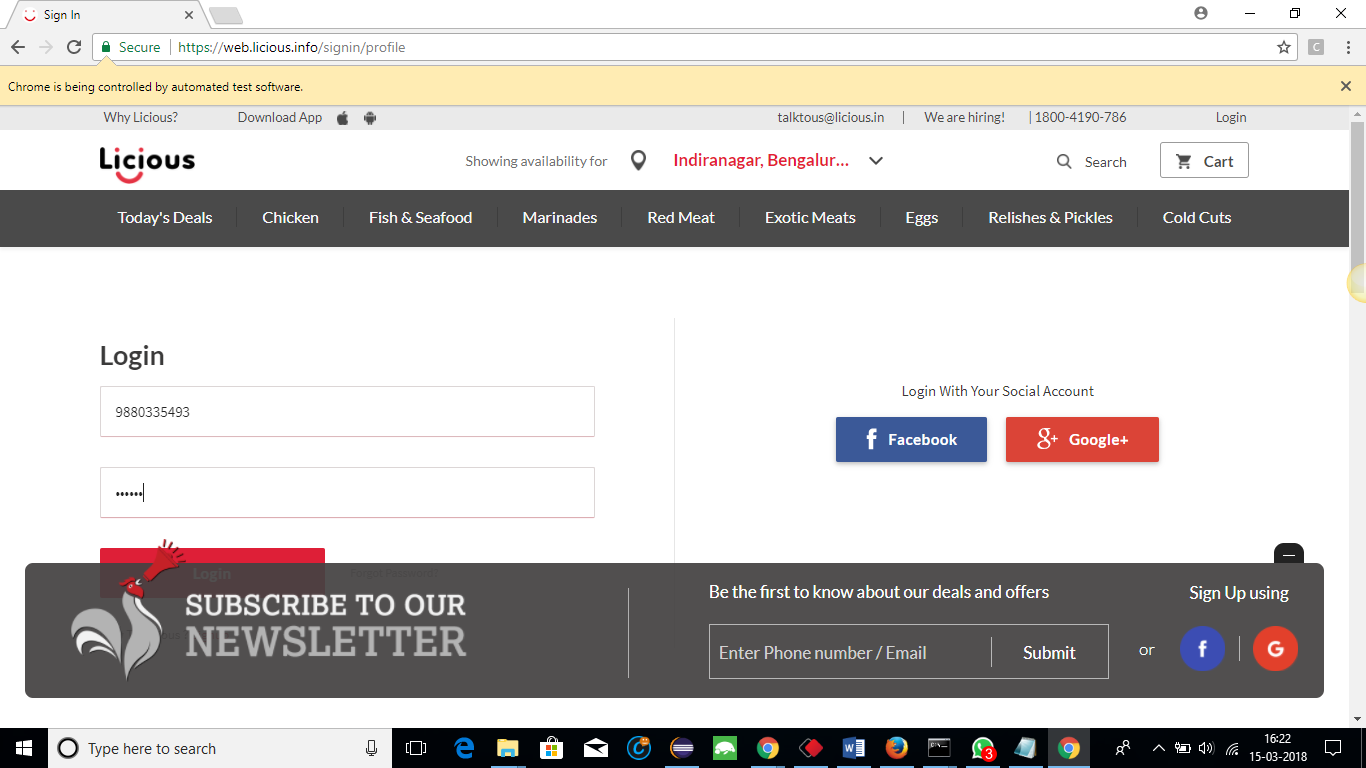 Sign In
Secure https://web.licious.info/signin/profile
C
Chrome is being controlled by automated test software.
Why Licious? Download App talktous@licious.in | We are hiring! | 1800-4190-786 Login
Licious Showing availability for Indiranagar, Bengalur... Search Cart
Today's Deals Chicken Fish & Seafood Marinades Red Meat Exotic Meats Eggs Relishes & Pickles Cold Cuts
Login
9880335493
••••••
Login With Your Social Account
f Facebook g+ Google+
Login Forgot Password?
SUBSCRIBE TO OUR
NEWSLETTER
Be the first to know about our deals and offers
Enter Phone number / Email Submit
or
Sign Up using
f | G
Type here to search
3
16:22
15-03-2018